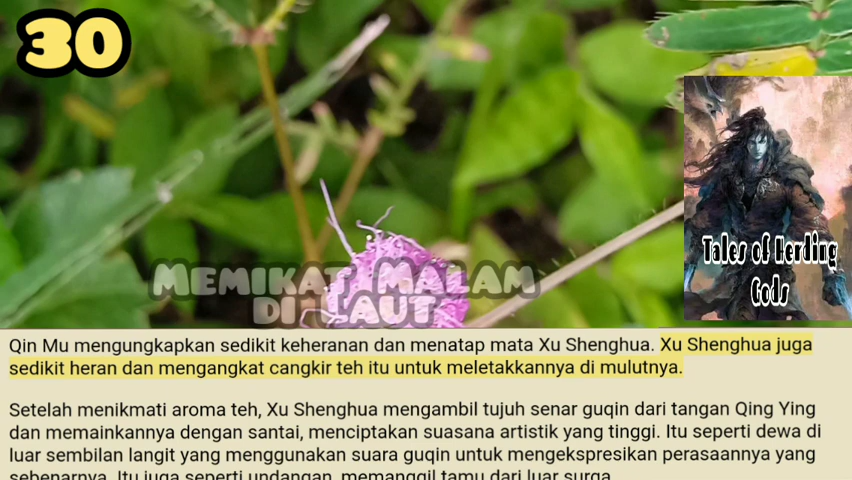 30
Tales of Herding
Gods
Memikat Malam
di Laut
Qin Mu mengungkapkan sedikit keheranan dan menatap mata Xu Shenghua. Xu Shenghua juga
sedikit heran dan mengangkat cangkir teh itu untuk meletakkannya di mulutnya.
Setelah menikmati aroma teh, Xu Shenghua mengambil tujuh senar guqin dari tangan Qing Ying
dan memainkannya dengan santai, menciptakan suasana artistik yang tinggi. Itu seperti dewa di
luar sembilan langit yang menggunakan suara guqin untuk mengekspresikan perasaannya yang
sebenarnya. Itu juga seperti undangan, memanggil tamu dari luar surga.